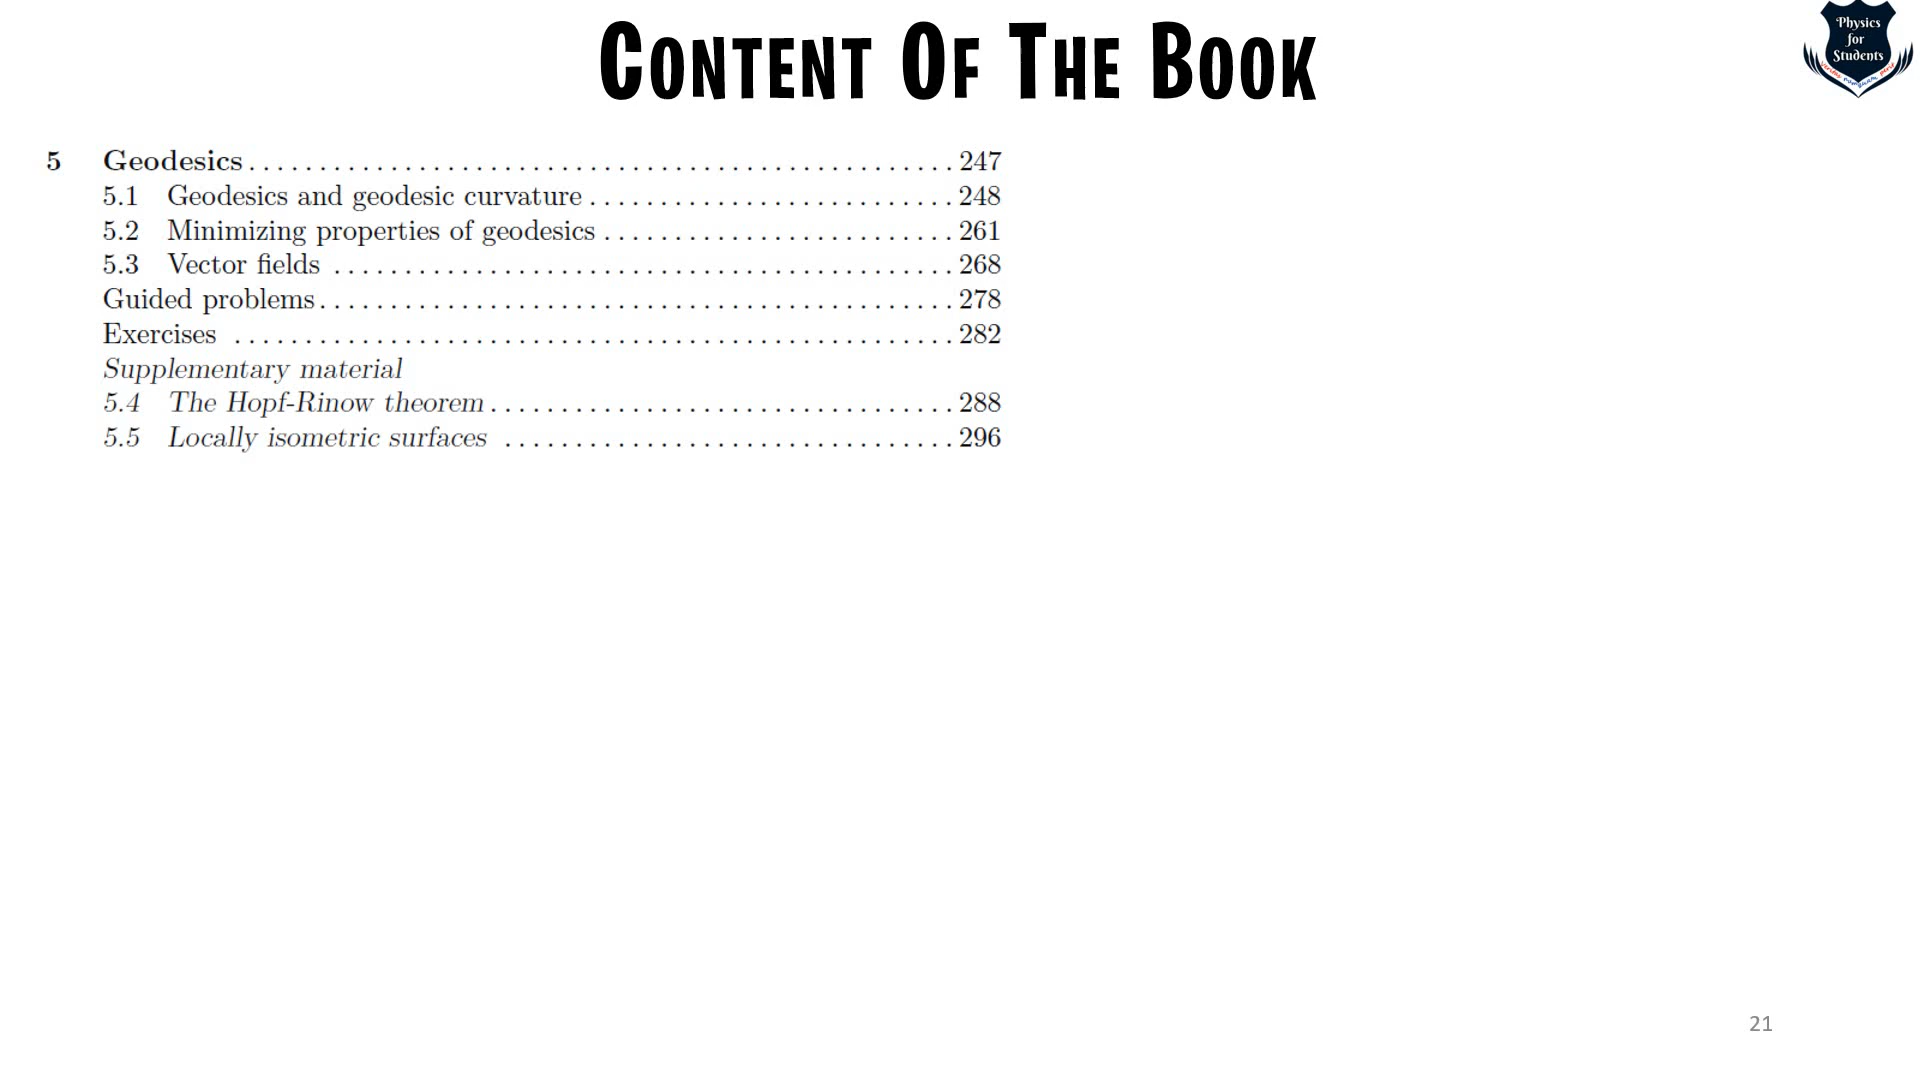 CONTENT OF THE BOOK
Physics
for
Students
5 Geodesics 247
5.1 Geodesics and geodesic curvature 248
5.2 Minimizing properties of geodesics 261
5.3 Vector fields 268
Guided problems 278
Exercises 282
Supplementary material
5.4 The Hopf-Rinow theorem 288
5.5 Locally isometric surfaces 296
21